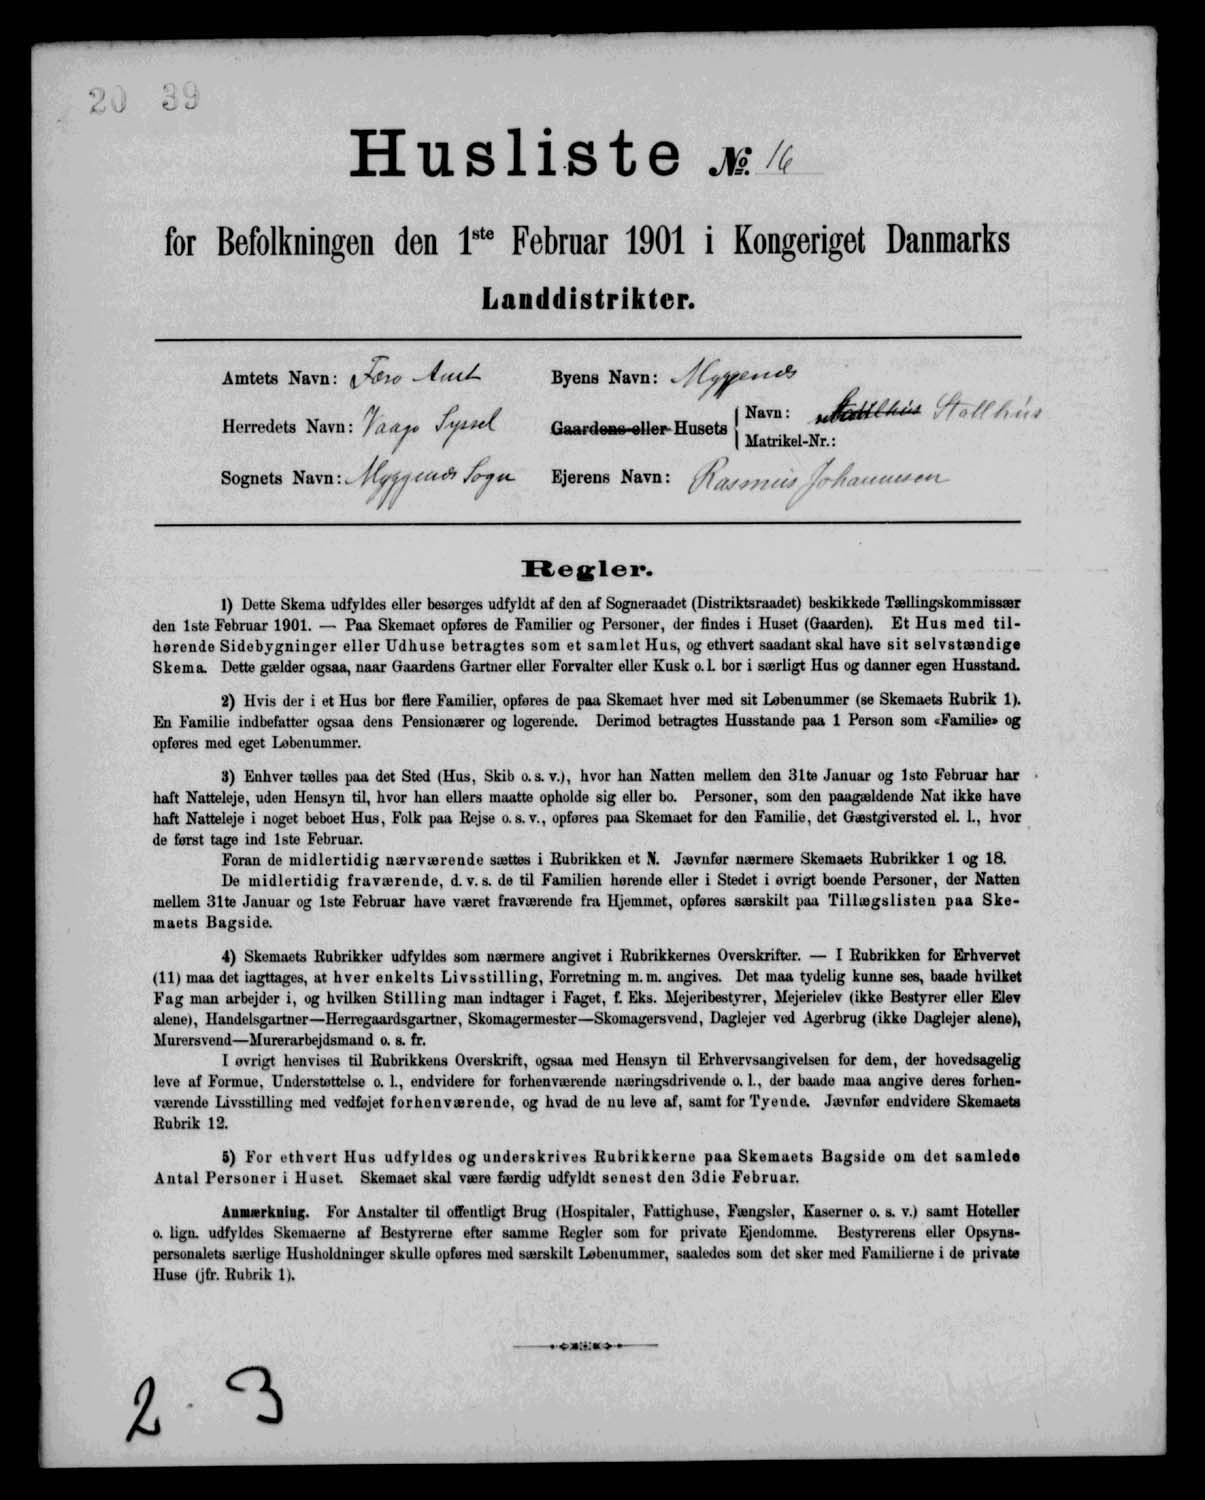 20 39
Husliste No. 16
for Befolkningen den 1ste Februar 1901 i Kongeriget Danmarks
Landdistrikter.
Amtets Navn: Færø Amt
Byens Navn: Myggenæs
Herredets Navn: Vaagø Syssel
Gaardens eller Husets
Navn: Stallhús
Matrikel-Nr.:
Sognets Navn: Myggenæs Sogn
Ejerens Navn: Rasmus Johannesen
Regler.
1) Dette Skema udfyldes eller besørges udfyldt af den af Sogneraadet (Distriktsraadet) beskikkede Tællingskommissær
den 1ste Februar 1901. — Paa Skemaet opføres de Familier og Personer, der findes i Huset (Gaarden). Et Hus med til-
hørende Sidebygninger eller Udhuse betragtes som et samlet Hus, og ethvert saadant skal have sit selvstændige
Skema. Dette gælder ogsaa, naar Gaardens Gartner eller Forvalter eller Kusk o. l. bor i særligt Hus og danner egen Husstand.
2) Hvis der i et Hus bor flere Familier, opføres de paa Skemaet hver med sit Løbenummer (se Skemaets Rubrik 1).
En Familie indbefatter ogsaa dens Pensionærer og logerende. Derimod betragtes Husstande paa 1 Person som «Familie» og
opføres med eget Løbenummer.
3) Enhver tælles paa det Sted (Hus, Skib o. s. v.), hvor han Natten mellem den 31te Januar og 1ste Februar har
haft Natteleje, uden Hensyn til, hvor han ellers maatte opholde sig eller bo. Personer, som den paagældende Nat ikke have
haft Natteleje i noget beboet Hus, Folk paa Rejse o. s. v., opføres paa Skemaet for den Familie, det Gæstgiversted el. l., hvor
de først tage ind 1ste Februar.
Foran de midlertidig nærværende sættes i Rubrikken et N. Jævnfør nærmere Skemaets Rubrikker 1 og 18.
De midlertidig fraværende, d. v. s. de til Familien hørende eller i Stedet i øvrigt boende Personer, der Natten
mellem 31te Januar og 1ste Februar have været fraværende fra Hjemmet, opføres særskilt paa Tillægslisten paa Ske-
maets Bagside.
4) Skemaets Rubrikker udfyldes som nærmere angivet i Rubrikkernes Overskrifter. — I Rubrikken for Erhvervet
(11) maa det iagttages, at hver enkelts Livsstilling, Forretning m. m. angives. Det maa tydelig kunne ses, baade hvilket
Fag man arbejder i, og hvilken Stilling man indtager i Faget, f. Eks. Mejeribestyrer, Mejerielev (ikke Bestyrer eller Elev
alene), Handelsgartner—Herregaardsgartner, Skomagermester—Skomagersvend, Daglejer ved Agerbrug (ikke Daglejer alene),
Murersvend—Murerarbejdsmand o. s. fr.
I øvrigt henvises til Rubrikkens Overskrift, ogsaa med Hensyn til Erhvervsangivelsen for dem, der hovedsagelig
leve af Formue, Understøttelse o. l., endvidere for forhenværende næringsdrivende o. l., der baade maa angive deres forhen-
værende Livsstilling med vedføjet forhenværende, og hvad de nu leve af, samt for Tyende. Jævnfør endvidere Skemaets
Rubrik 12.
5) For ethvert Hus udfyldes og underskrives Rubrikkerne paa Skemaets Bagside om det samlede
Antal Personer i Huset. Skemaet skal være færdig udfyldt senest den 3die Februar.
Anmærkning. For Anstalter til offentligt Brug (Hospitaler, Fattighuse, Fængsler, Kaserner o. s. v.) samt Hoteller
o. lign. udfyldes Skemaerne af Bestyrerne efter samme Regler som for private Ejendomme. Bestyrerens eller Opsyns-
personalets særlige Husholdninger skulle opføres med særskilt Løbenummer, saaledes som det sker med Familierne i de private
Huse (jfr. Rubrik 1).
2 3